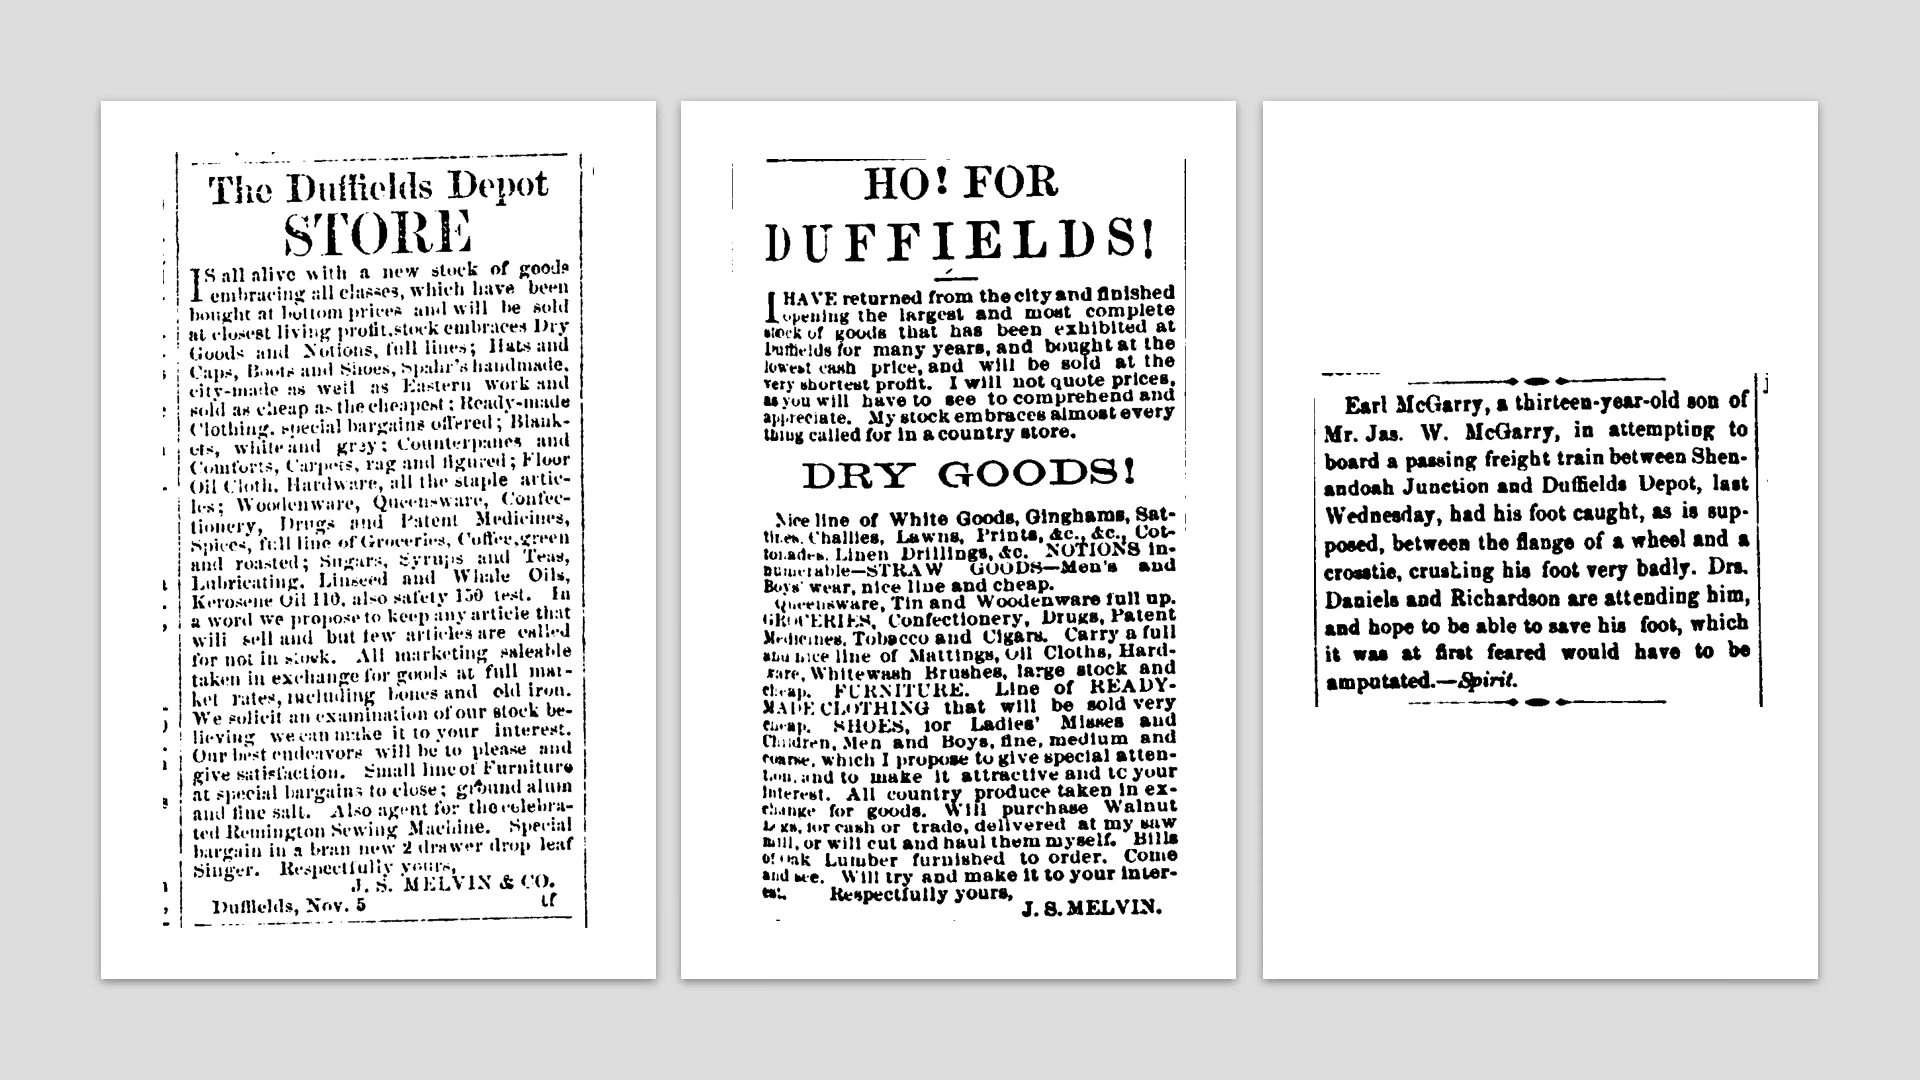 The Duffields Depot
STORE
IS all alive with a new stock of goods
embracing all classes, which have been
bought at bottom prices and will be sold
at closest living profit, stock embraces Dry
Goods and Notions, full lines; Hats and
Caps, Boots and Shoes, Spahr's handmade,
city-made as well as Eastern work and
sold as cheap as the cheapest; Ready-made
Clothing, special bargains offered; Blank-
ets, white and grey; Counterpanes and
Comforts, Carpets, rag and figured; Floor
Oil Cloth, Hardware, all the staple artic-
les; Woodenware, Queensware, Confec-
tionery, Drugs and Patent Medicines,
Spices, full line of Groceries, Coffee, green
and roasted; Sugars, Syrups and Teas,
Lubricating, Linseed and Whale Oils,
Kerosene Oil 110, also safety 150 test. In
a word we propose to keep any article that
will sell and but few articles are called
for not in stock. All marketing saleable
taken in exchange for goods at full mar-
ket rates, including bones and old iron.
We solicit an examination of our stock be-
lieving we can make it to your interest.
Our best endeavors will be to please and
give satisfaction. Small line of Furniture
at special bargains to close; ground alum
and fine salt. Also agent for the celebra-
ted Remington Sewing Machine. Special
bargain in a bran new 2 drawer drop leaf
Singer. Respectfully yours,
J. S. MELVIN & CO.
Duffields, Nov. 5 tf
HO! FOR
DUFFIELDS!
I HAVE returned from the city and finished
opening the largest and most complete
stock of goods that has been exhibited at
Duffields for many years, and bought at the
lowest cash price, and will be sold at the
very shortest profit. I will not quote prices,
as you will have to see to comprehend and
appreciate. My stock embraces almost every
thing called for in a country store.
DRY GOODS!
Nice line of White Goods, Ginghams, Sat-
tines, Challies, Lawns, Prints, &c., &c., Cot-
tonades, Linen Drillings, &c. NOTIONS in-
numerable—STRAW GOODS—Men's and
Boys' wear, nice line and cheap.
Queensware, Tin and Woodenware full up.
GROCERIES, Confectionery, Drugs, Patent
Medicines, Tobacco and Cigars. Carry a full
and nice line of Mattings, Oil Cloths, Hard-
ware, Whitewash Brushes, large stock and
cheap. FURNITURE. Line of READY-
MADE CLOTHING that will be sold very
cheap. SHOES, for Ladies' Misses and
Children, Men and Boys, fine, medium and
coarse, which I propose to give special atten-
tion, and to make it attractive and to your
interest. All country produce taken in ex-
change for goods. Will purchase Walnut
Logs, for cash or trade, delivered at my saw
mill, or will cut and haul them myself. Bills
of Oak Lumber furnished to order. Come
and see. Will try and make it to your inter-
est. Respectfully yours,
J. S. MELVIN.
Earl McGarry, a thirteen-year-old son of
Mr. Jas. W. McGarry, in attempting to
board a passing freight train between Shen-
andoah Junction and Duffields Depot, last
Wednesday, had his foot caught, as is sup-
posed, between the flange of a wheel and a
crosstie, crushing his foot very badly. Drs.
Daniels and Richardson are attending him,
and hope to be able to save his foot, which
it was at first feared would have to be
amputated.—Spirit.